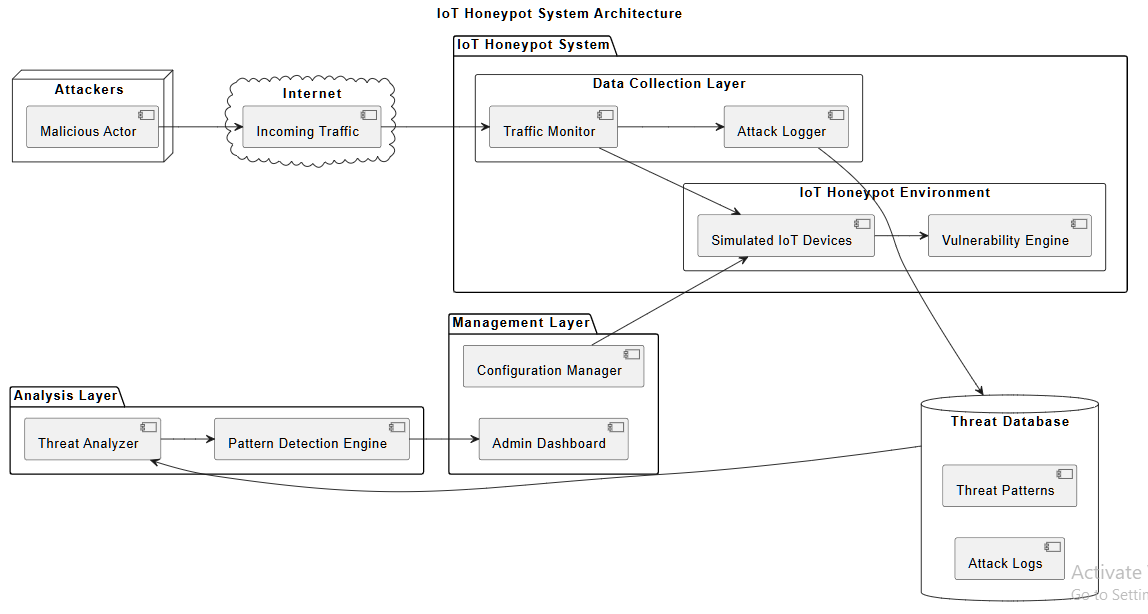 IoT Honeypot System Architecture
IoT Honeypot System
Attackers
Malicious Actor
Internet
Incoming Traffic
Data Collection Layer
Traffic Monitor
Attack Logger
IoT Honeypot Environment
Simulated IoT Devices
Vulnerability Engine
Management Layer
Configuration Manager
Admin Dashboard
Analysis Layer
Threat Analyzer
Pattern Detection Engine
Threat Database
Threat Patterns
Attack Logs
Activate
Go to